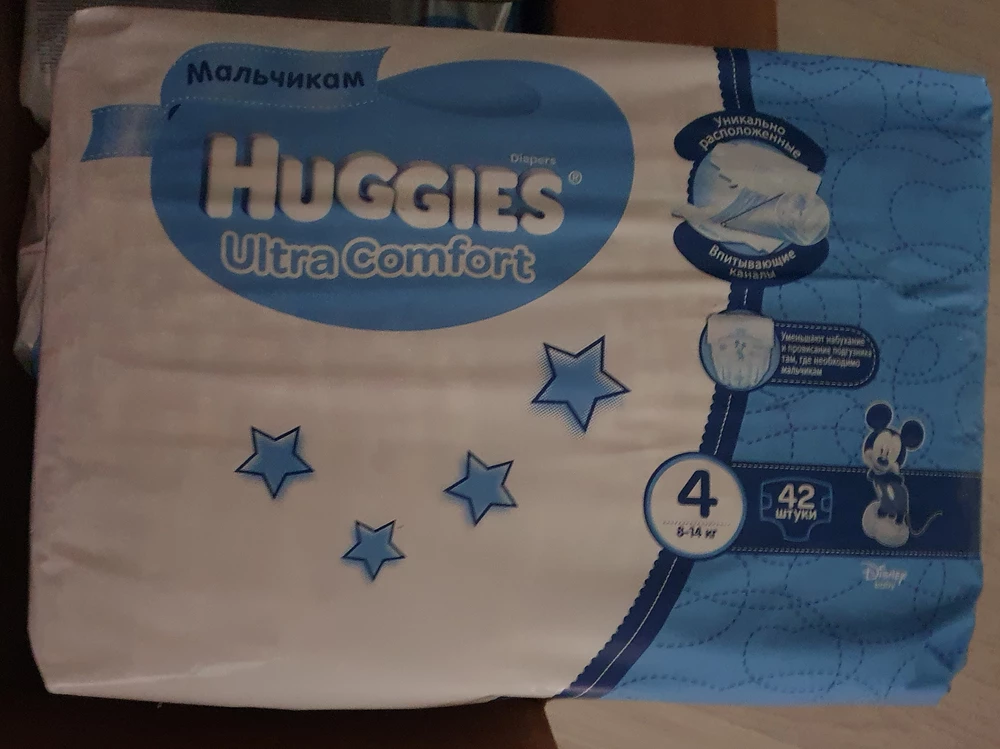 Мальчикам
Diapers
HUGGIES®
Ultra Comfort
Уникально
расположенные
Впитывающие
каналы
Уменьшают набухание
и провисание подгузника
там, где необходимо
мальчикам
4
8-14 кг
42
штуки
Disney
baby